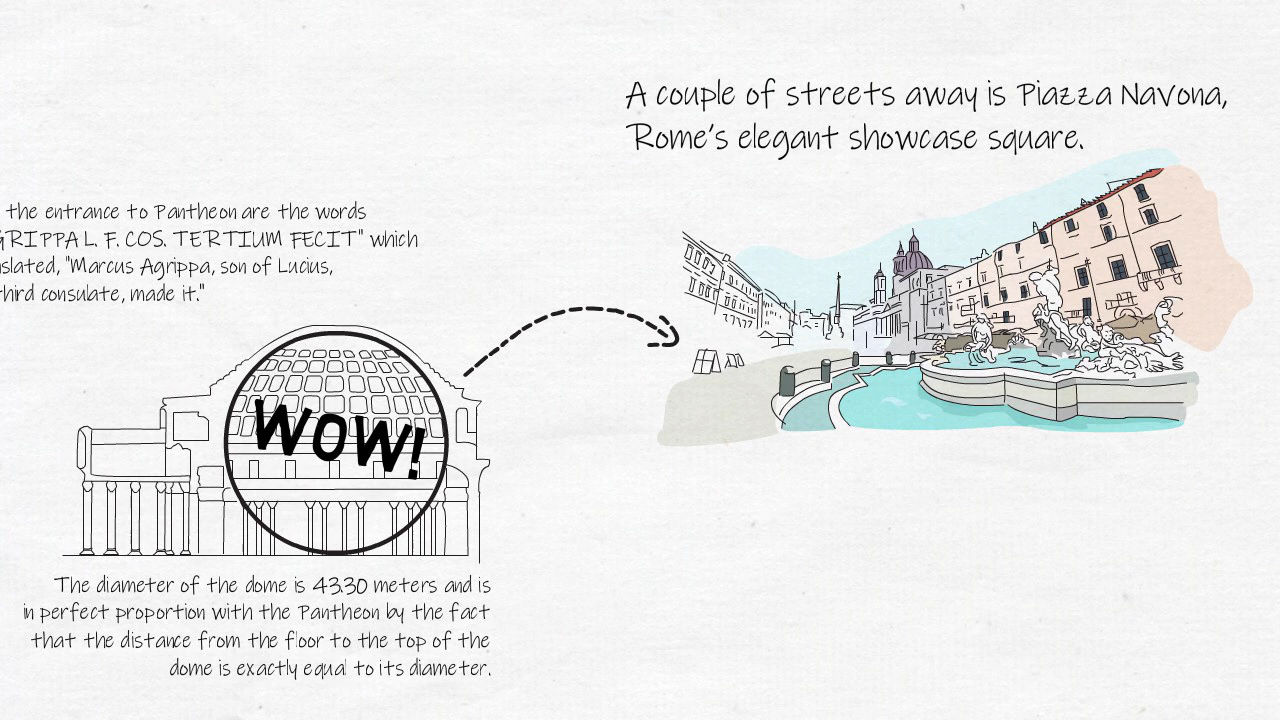 the entrance to Pantheon are the words
GRIPPA L. F. COS. TERTIUM FECIT" which
"Marcus Agrippa, son of Lucius,
third consulate, made it."
WOW!
The diameter of the dome is 43.30 meters and is
in perfect proportion with the Pantheon by the fact
that the distance from the floor to the top of the
dome is exactly equal to its diameter.
A couple of streets away is Piazza Navona,
Rome's elegant showcase square.